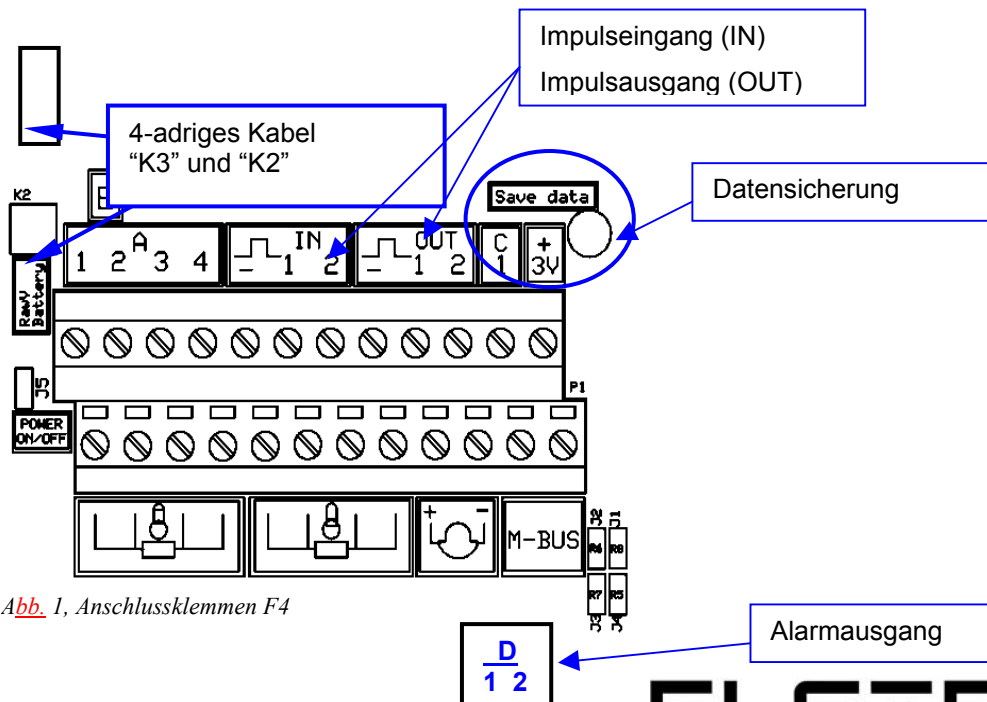 Impulseingang (IN)
Impulsausgang (OUT)
4-adriges Kabel
“K3” und “K2”
Datensicherung
Save data
K2
A
1 2 3 4
IN
1 2
OUT
1 2
C
1
+
3V
RawV
Battery
J5
P1
POWER
ON/OFF
+ -
M-BUS
J2 J1
R6 R8
R7 R5
J3 J4
Abb. 1, Anschlussklemmen F4
Alarmausgang
D
1 2